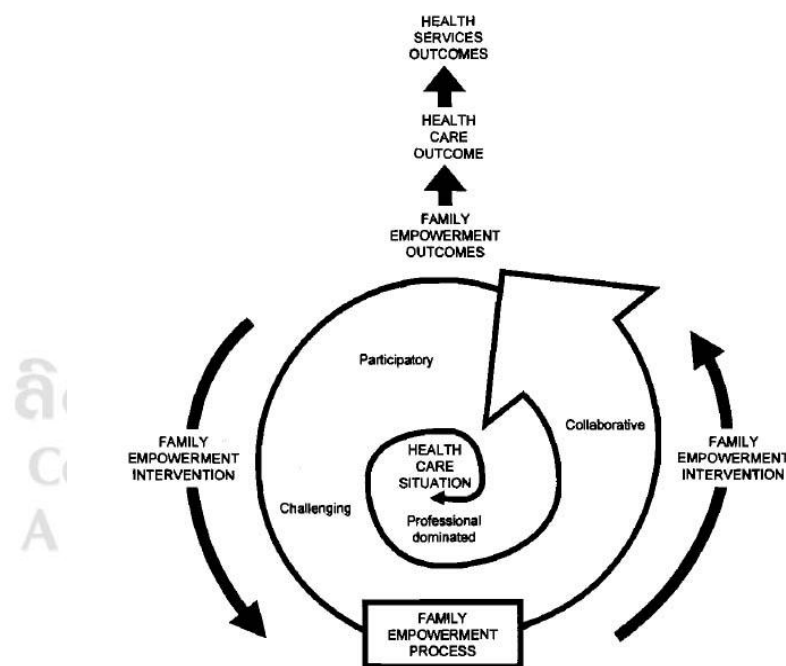 HEALTH
SERVICES
OUTCOMES
HEALTH
CARE
OUTCOME
FAMILY
EMPOWERMENT
OUTCOMES
Participatory
Collaborative
FAMILY
EMPOWERMENT
INTERVENTION
HEALTH
CARE
SITUATION
FAMILY
EMPOWERMENT
INTERVENTION
Challenging
Professional
dominated
FAMILY
EMPOWERMENT
PROCESS